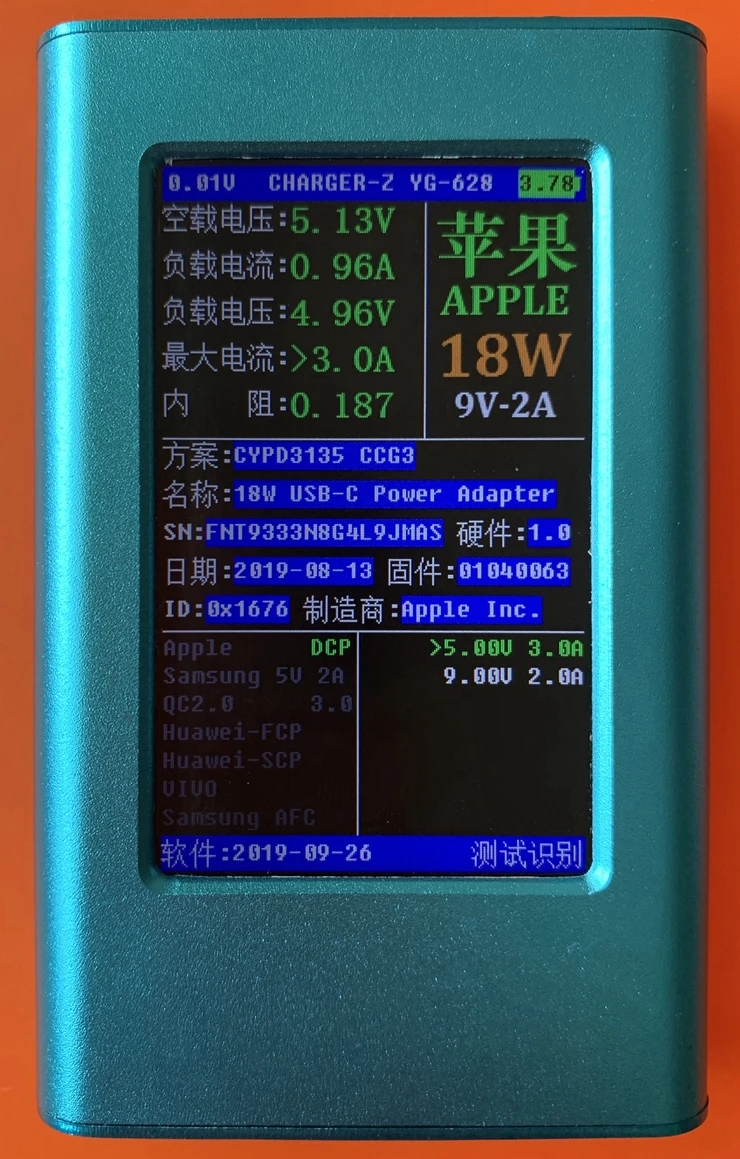 0.01V CHARGER-Z YG-628 3.78
空载电压:5.13V
负载电流:0.96A
负载电压:4.96V
最大电流:>3.0A
内 阻:0.187
苹果
APPLE
18W
9V-2A
方案:CYPD3135 CCG3
名称:18W USB-C Power Adapter
SN:FNT9333N8G4L9JMAS 硬件:1.0
日期:2019-08-13 固件:01040063
ID:0x1676 制造商:Apple Inc.
Apple DCP
Samsung 5V 2A
QC2.0 3.0
Huawei-FCP
Huawei-SCP
VIVO
Samsung AFC
>5.00V 3.0A
9.00V 2.0A
软件:2019-09-26 测试识别